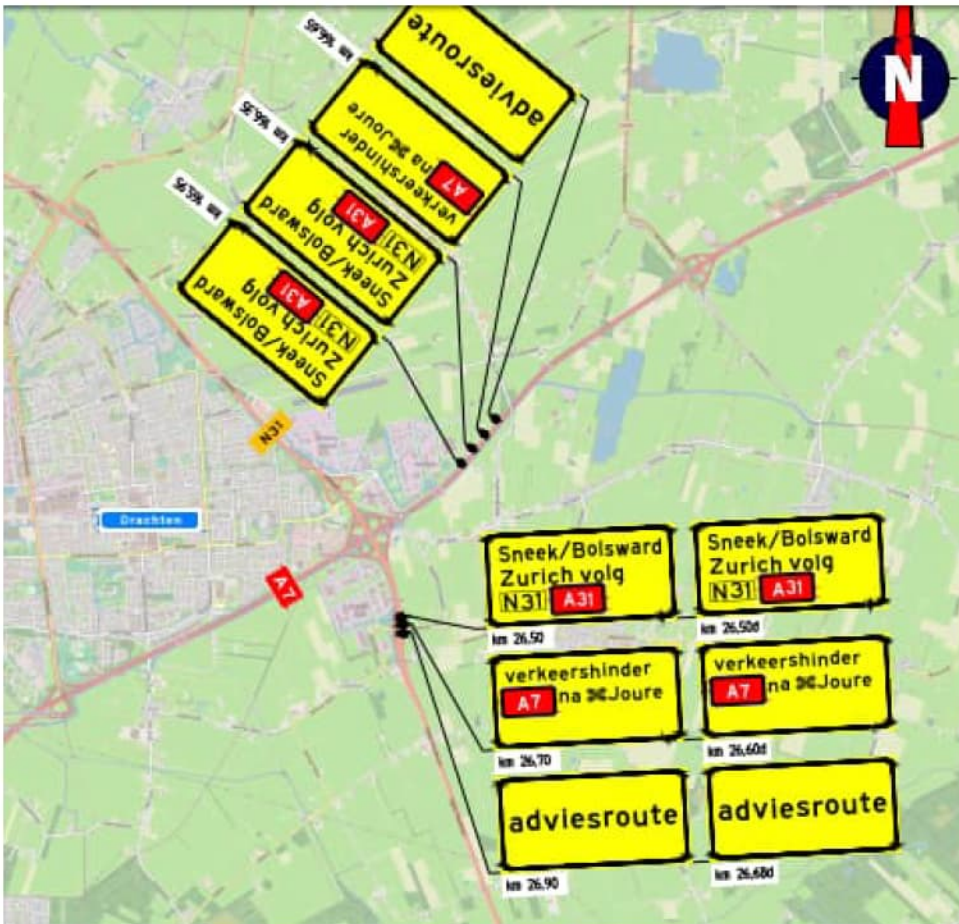 N
adviesroute
km 166,65
verkeershinder
A7 na Joure
km 166,35
Sneek/Bolsward
Zurich volg
N31 A31
km 165,95
Sneek/Bolsward
Zurich volg
N31 A31
N31
Drachten
A7
Sneek/Bolsward
Zurich volg
N31 A31
km 26,50
Sneek/Bolsward
Zurich volg
N31 A31
km 26,50d
verkeershinder
A7 na Joure
km 26,70
verkeershinder
A7 na Joure
km 26,60d
adviesroute
km 26,90
adviesroute
km 26,68d